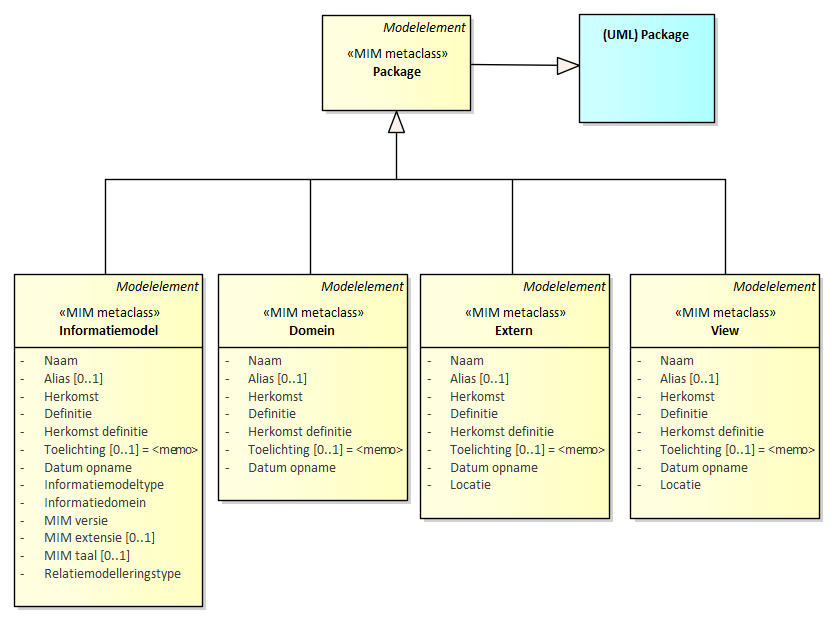 Modelelement
«MIM metaclass»
Package
(UML) Package
Modelelement
«MIM metaclass»
Informatiemodel
- Naam
- Alias [0..1]
- Herkomst
- Definitie
- Herkomst definitie
- Toelichting [0..1] = <memo>
- Datum opname
- Informatiemodeltype
- Informatiedomein
- MIM versie
- MIM extensie [0..1]
- MIM taal [0..1]
- Relatiemodelleringstype
Modelelement
«MIM metaclass»
Domein
- Naam
- Alias [0..1]
- Herkomst
- Definitie
- Herkomst definitie
- Toelichting [0..1] = <memo>
- Datum opname
Modelelement
«MIM metaclass»
Extern
- Naam
- Alias [0..1]
- Herkomst
- Definitie
- Herkomst definitie
- Toelichting [0..1] = <memo>
- Datum opname
- Locatie
Modelelement
«MIM metaclass»
View
- Naam
- Alias [0..1]
- Herkomst
- Definitie
- Herkomst definitie
- Toelichting [0..1] = <memo>
- Datum opname
- Locatie